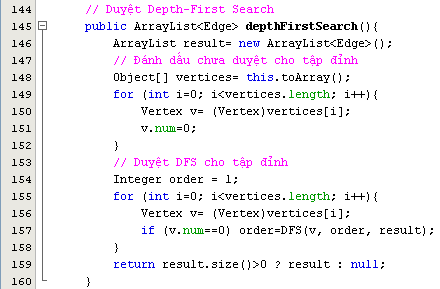 144 // Duyệt Depth-First Search
145 public ArrayList<Edge> depthFirstSearch(){
146 ArrayList result= new ArrayList<Edge>();
147 // Đánh dấu chưa duyệt cho tập đỉnh
148 Object[] vertices= this.toArray();
149 for (int i=0; i<vertices.length; i++){
150 Vertex v= (Vertex)vertices[i];
151 v.num=0;
152 }
153 // Duyệt DFS cho tập đỉnh
154 Integer order = 1;
155 for (int i=0; i<vertices.length; i++){
156 Vertex v= (Vertex)vertices[i];
157 if (v.num==0) order=DFS(v, order, result);
158 }
159 return result.size()>0 ? result : null;
160 }